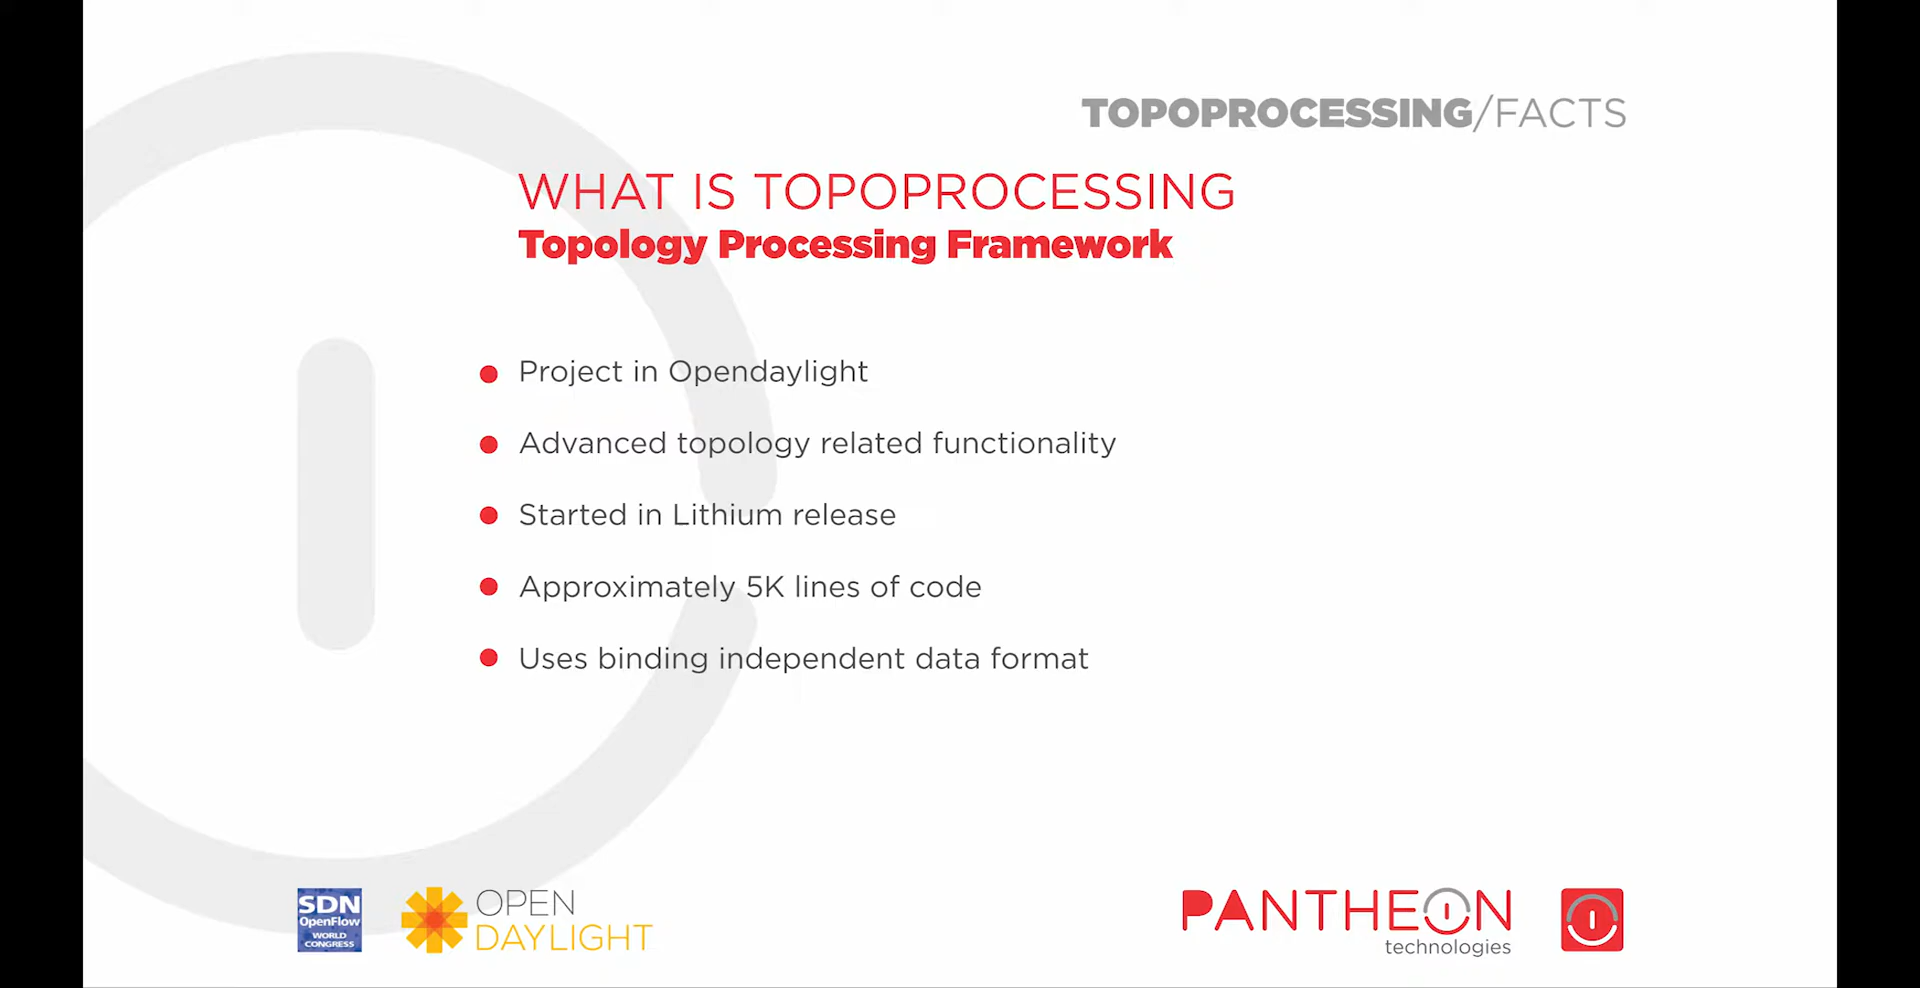 TOPOPROCESSING/FACTS
WHAT IS TOPOPROCESSING
Topology Processing Framework
Project in Opendaylight
Advanced topology related functionality
Started in Lithium release
Approximately 5K lines of code
Uses binding independent data format
SDN
OpenFlow
WORLD
CONGRESS
OPEN
DAYLIGHT
PANTHEON
technologies